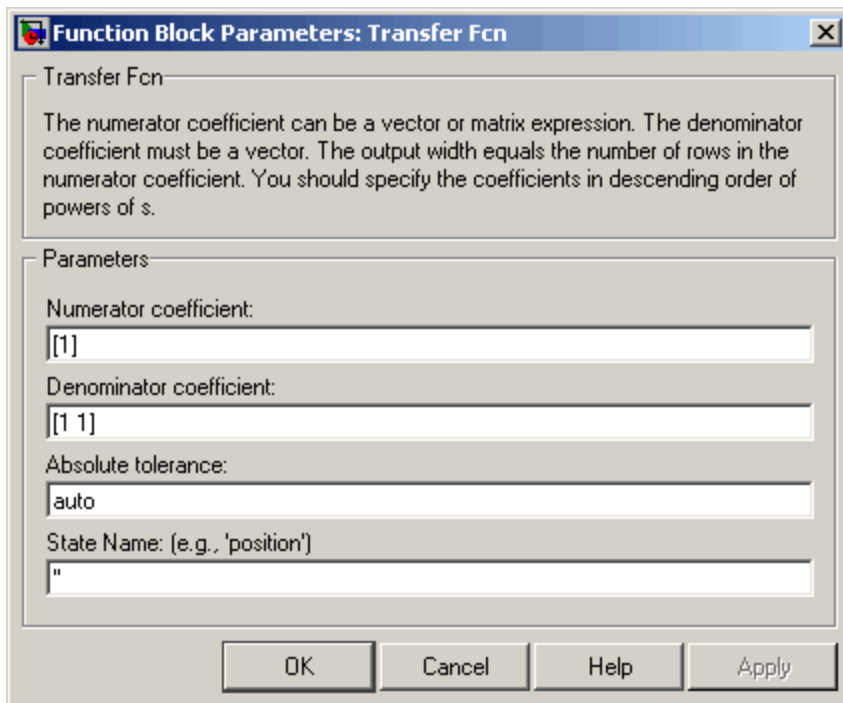 Function Block Parameters: Transfer Fcn
Transfer Fcn
The numerator coefficient can be a vector or matrix expression. The denominator
coefficient must be a vector. The output width equals the number of rows in the
numerator coefficient. You should specify the coefficients in descending order of
powers of s.
Parameters
Numerator coefficient:
[1]
Denominator coefficient:
[1 1]
Absolute tolerance:
auto
State Name: (e.g., 'position')
''
OK
Cancel
Help
Apply